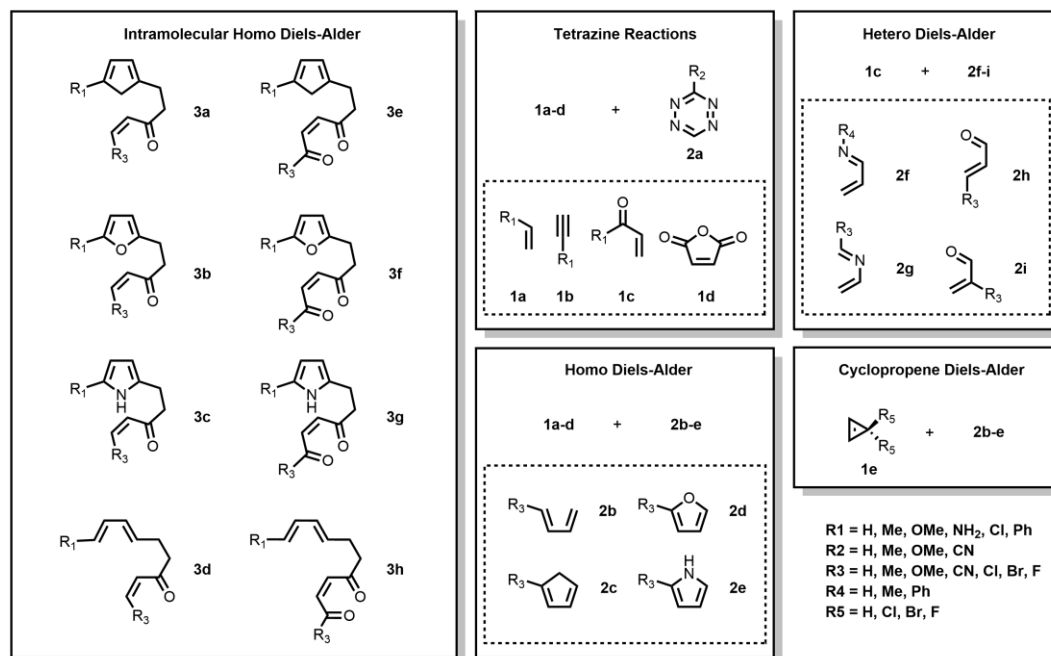 Intramolecular Homo Diels-Alder
R1
O
R3
3a
R1
O
R3
O
3e
R1
O
O
R3
3b
R1
O
O
R3
O
3f
R1
N
H
O
R3
3c
R1
N
H
O
R3
O
3g
R1
O
R3
3d
R1
O
O
R3
3h
Tetrazine Reactions
1a-d + 2a
R2
N N
N N
R1
1a
R1
1b
O
R1
1c
O O O
1d
Homo Diels-Alder
1a-d + 2b-e
R3
2b
R3
O
2d
R3
2c
R3
H
N
2e
Hetero Diels-Alder
1c + 2f-i
R4
N
2f
O
R3
2h
R3
N
2g
O
R3
2i
Cyclopropene Diels-Alder
R5
R5
1e
+ 2b-e
R1 = H, Me, OMe, NH2, Cl, Ph
R2 = H, Me, OMe, CN
R3 = H, Me, OMe, CN, Cl, Br, F
R4 = H, Me, Ph
R5 = H, Cl, Br, F